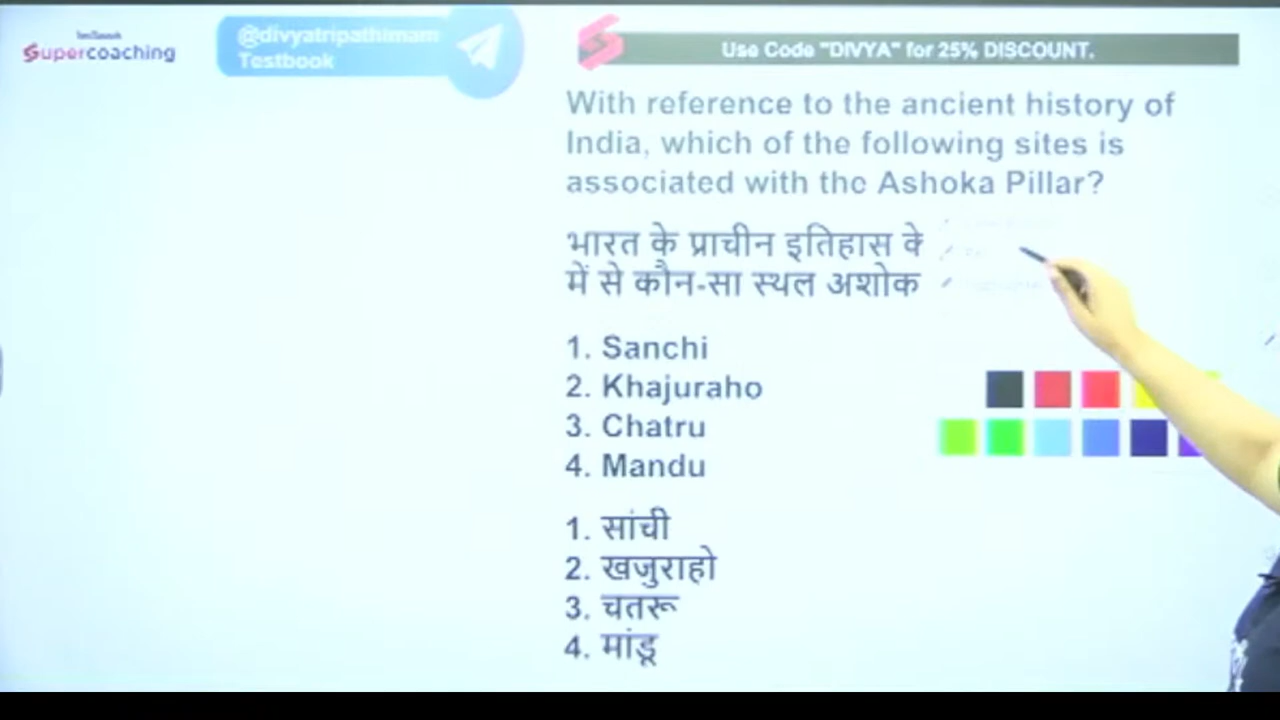 Supercoaching
@divyatripathimam
Testbook
Use Code "DIVYA" for 25% DISCOUNT.
With reference to the ancient history of
India, which of the following sites is
associated with the Ashoka Pillar?
भारत के प्राचीन इतिहास के
में से कौन-सा स्थल अशोक
1. Sanchi
2. Khajuraho
3. Chatru
4. Mandu
1. सांची
2. खजुराहो
3. चतरू
4. मांडू